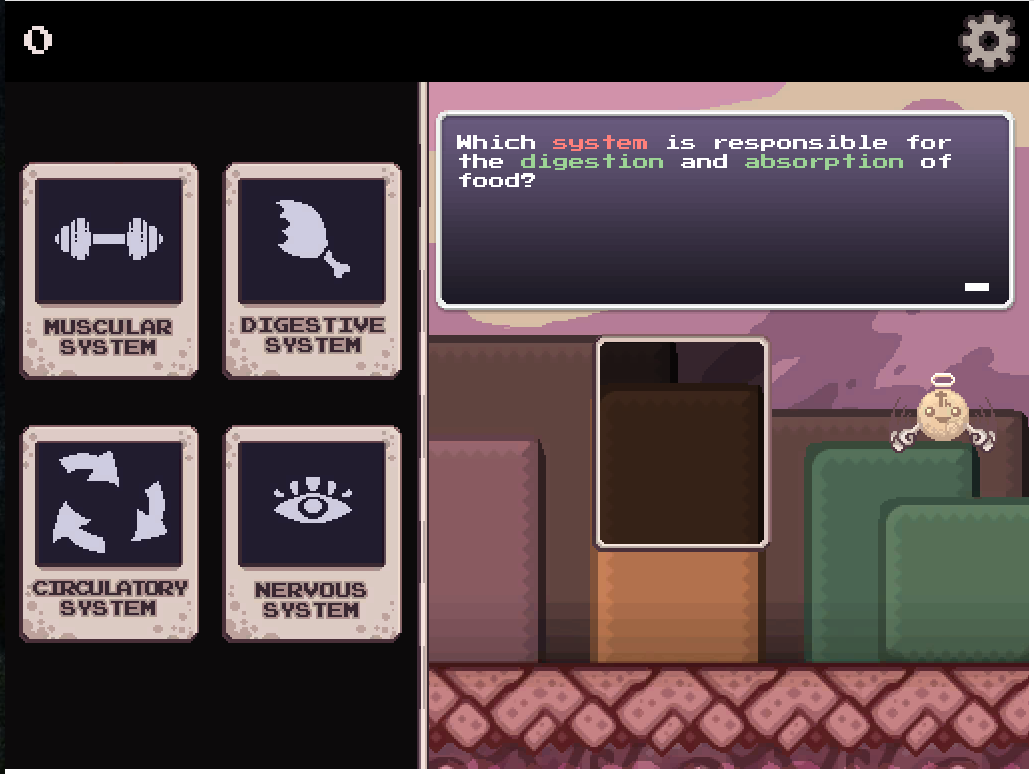 0
Which system is responsible for
the digestion and absorption of
food?
MUSCULAR
SYSTEM
DIGESTIVE
SYSTEM
CIRCULATORY
SYSTEM
NERVOUS
SYSTEM